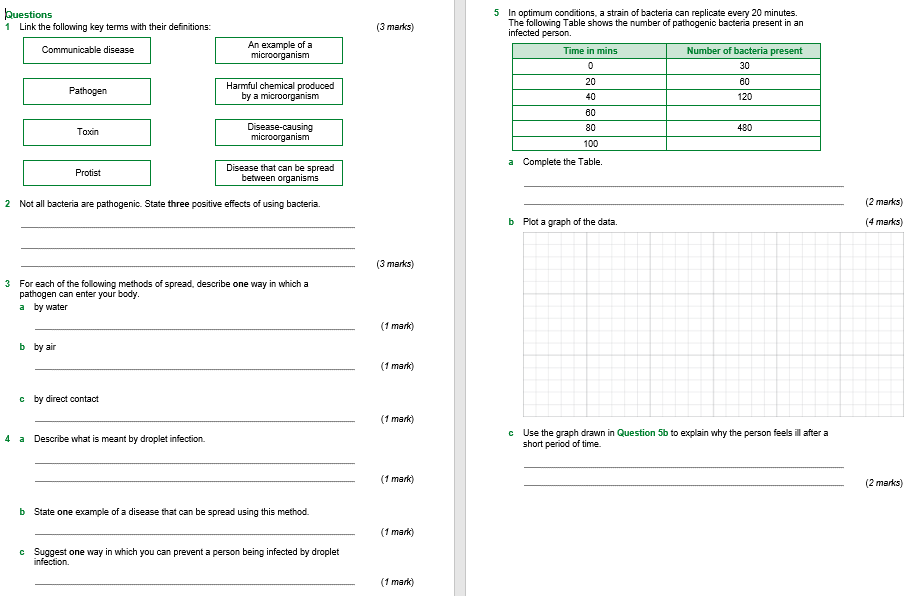 Questions
1 Link the following key terms with their definitions: (3 marks)
Communicable disease
An example of a
microorganism
Pathogen
Harmful chemical produced
by a microorganism
Toxin
Disease-causing
microorganism
Protist
Disease that can be spread
between organisms
2 Not all bacteria are pathogenic. State three positive effects of using bacteria.
(3 marks)
3 For each of the following methods of spread, describe one way in which a
pathogen can enter your body.
a by water
(1 mark)
b by air
(1 mark)
c by direct contact
(1 mark)
4 a Describe what is meant by droplet infection.
(1 mark)
b State one example of a disease that can be spread using this method.
(1 mark)
c Suggest one way in which you can prevent a person being infected by droplet
infection.
(1 mark)
5 In optimum conditions, a strain of bacteria can replicate every 20 minutes.
The following Table shows the number of pathogenic bacteria present in an
infected person.
Time in mins Number of bacteria present
0 30
20 60
40 120
60
80 480
100
a Complete the Table.
(2 marks)
b Plot a graph of the data. (4 marks)
c Use the graph drawn in Question 5b to explain why the person feels ill after a
short period of time.
(2 marks)